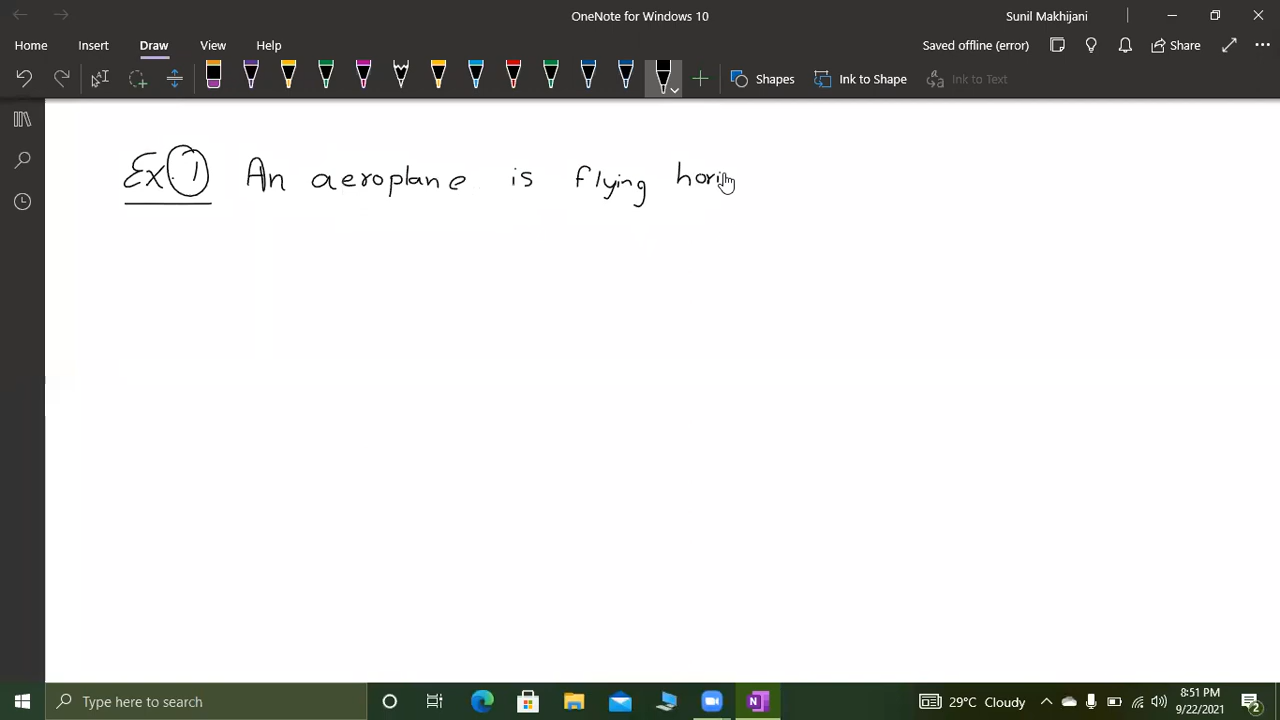 OneNote for Windows 10
Sunil Makhijani
Home Insert Draw View Help
Saved offline (error)
Share
Shapes
Ink to Shape
Ink to Text
Ex. 1 An aeroplane is flying hori
Type here to search
29°C Cloudy
8:51 PM
9/22/2021
2